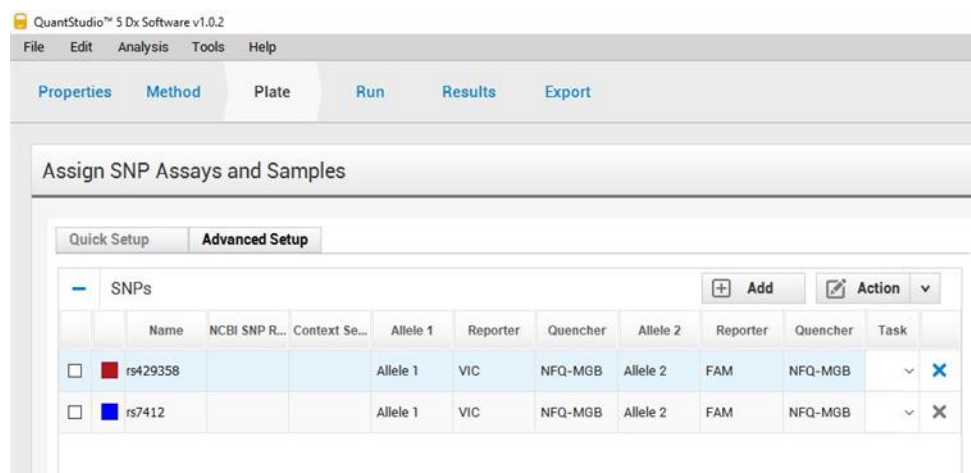 QuantStudio™ 5 Dx Software v1.0.2
File Edit Analysis Tools Help
Properties Method Plate Run Results Export
Assign SNP Assays and Samples
Quick Setup Advanced Setup
SNPs Add Action
Name NCBI SNP R... Context Se... Allele 1 Reporter Quencher Allele 2 Reporter Quencher Task
rs429358 Allele 1 VIC NFQ-MGB Allele 2 FAM NFQ-MGB
rs7412 Allele 1 VIC NFQ-MGB Allele 2 FAM NFQ-MGB